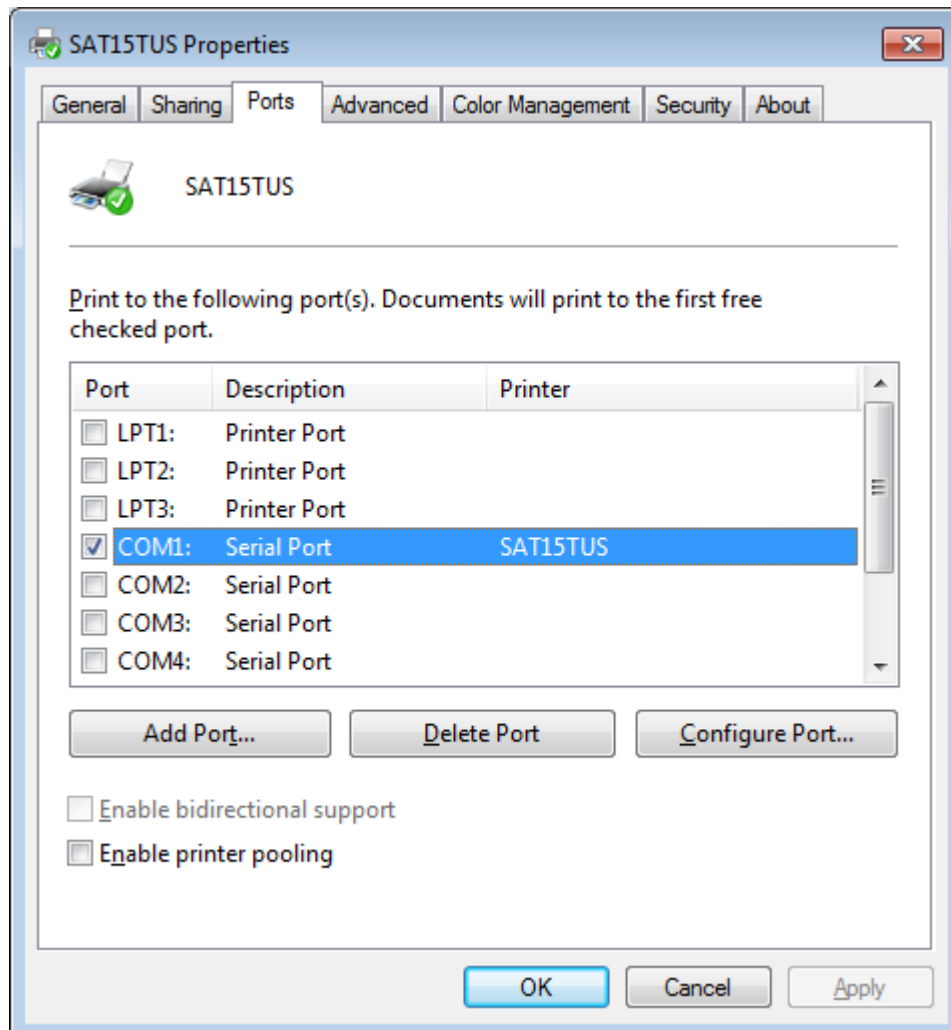 SAT15TUS Properties
General Sharing Ports Advanced Color Management Security About
SAT15TUS
Print to the following port(s). Documents will print to the first free
checked port.
Port Description Printer
LPT1: Printer Port
LPT2: Printer Port
LPT3: Printer Port
COM1: Serial Port SAT15TUS
COM2: Serial Port
COM3: Serial Port
COM4: Serial Port
Add Port... Delete Port Configure Port...
Enable bidirectional support
Enable printer pooling
OK Cancel Apply